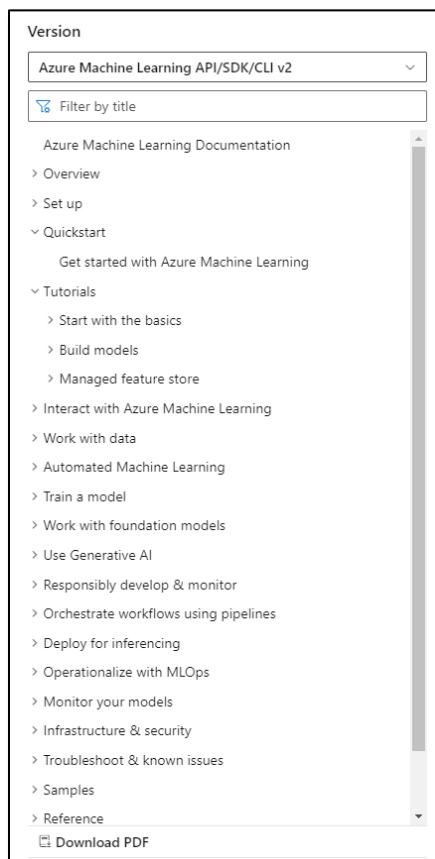 Version
Azure Machine Learning API/SDK/CLI v2
Filter by title
Azure Machine Learning Documentation
Overview
Set up
Quickstart
Get started with Azure Machine Learning
Tutorials
Start with the basics
Build models
Managed feature store
Interact with Azure Machine Learning
Work with data
Automated Machine Learning
Train a model
Work with foundation models
Use Generative AI
Responsibly develop & monitor
Orchestrate workflows using pipelines
Deploy for inferencing
Operationalize with MLOps
Monitor your models
Infrastructure & security
Troubleshoot & known issues
Samples
Reference
Download PDF